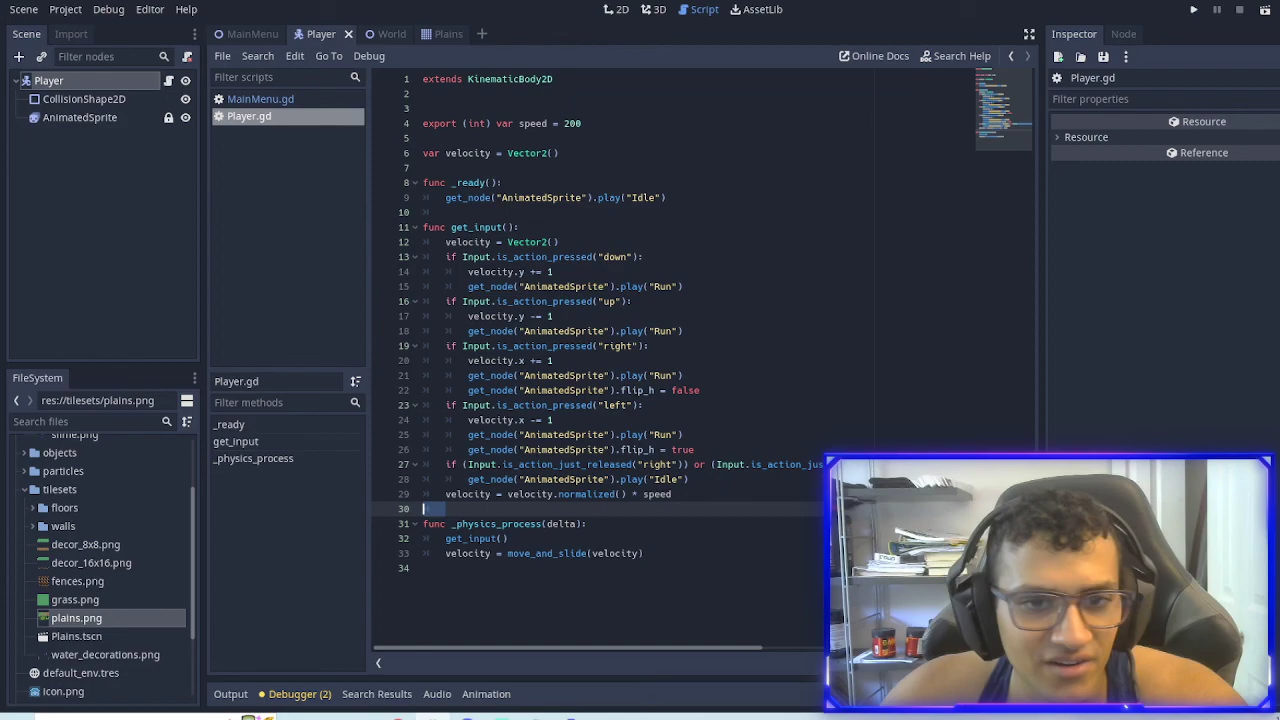 Scene Project Debug Editor Help
2D 3D Script AssetLib
Scene Import
Filter nodes
Player
CollisionShape2D
AnimatedSprite
FileSystem
res://tilesets/plains.png
Search files
slime.png
objects
particles
tilesets
floors
walls
decor_8x8.png
decor_16x16.png
fences.png
grass.png
plains.png
Plains.tscn
water_decorations.png
default_env.tres
icon.png
MainMenu Player World Plains
File Search Edit Go To Debug
Online Docs Search Help
Filter scripts
MainMenu.gd
Player.gd
Player.gd
Filter methods
_ready
get_input
_physics_process
1 extends KinematicBody2D
2
3
4 export (int) var speed = 200
5
6 var velocity = Vector2()
7
8 func _ready():
9 get_node("AnimatedSprite").play("Idle")
10
11 func get_input():
12 velocity = Vector2()
13 if Input.is_action_pressed("down"):
14 velocity.y += 1
15 get_node("AnimatedSprite").play("Run")
16 if Input.is_action_pressed("up"):
17 velocity.y -= 1
18 get_node("AnimatedSprite").play("Run")
19 if Input.is_action_pressed("right"):
20 velocity.x += 1
21 get_node("AnimatedSprite").play("Run")
22 get_node("AnimatedSprite").flip_h = false
23 if Input.is_action_pressed("left"):
24 velocity.x -= 1
25 get_node("AnimatedSprite").play("Run")
26 get_node("AnimatedSprite").flip_h = true
27 if (Input.is_action_just_released("right")) or (Input.is_action_jus
28 get_node("AnimatedSprite").play("Idle")
29 velocity = velocity.normalized() * speed
30
31 func _physics_process(delta):
32 get_input()
33 velocity = move_and_slide(velocity)
34
Output Debugger (2) Search Results Audio Animation
Inspector Node
Player.gd
Filter properties
Resource
Resource
Reference